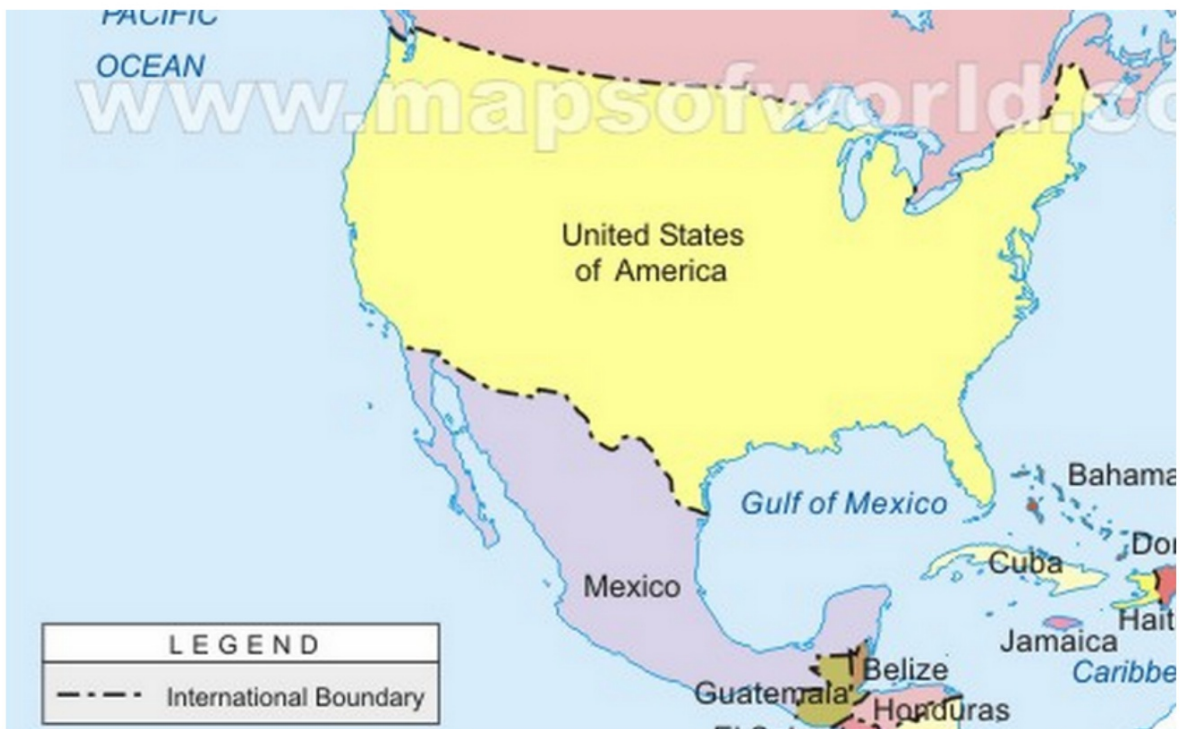 PACIFIC
OCEAN
www.mapsofworld.co
United States
of America
Gulf of Mexico
Bahama
Cuba
Dor
Hait
Jamaica
Caribbe
Mexico
Belize
Guatemala
Honduras
LEGEND
International Boundary